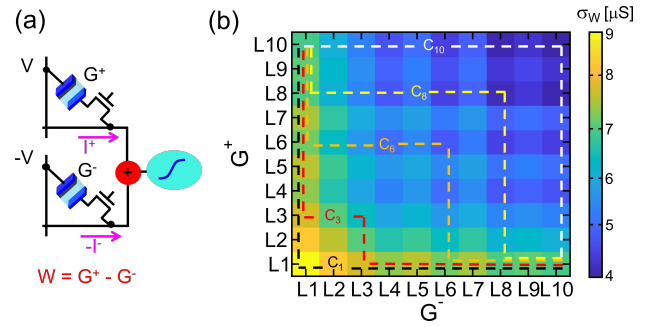 (a)
V
G⁺
I⁺
-V
G⁻
+
-I⁻
W = G⁺ - G⁻
(b)
σ_W [μS]
L10
L9
L8
L7
L6
L5
L4
L3
L2
L1
G⁺
C₁₀
C₈
C₆
C₃
C₁
L1 L2 L3 L4 L5 L6 L7 L8 L9 L10
G⁻
9
8
7
6
5
4